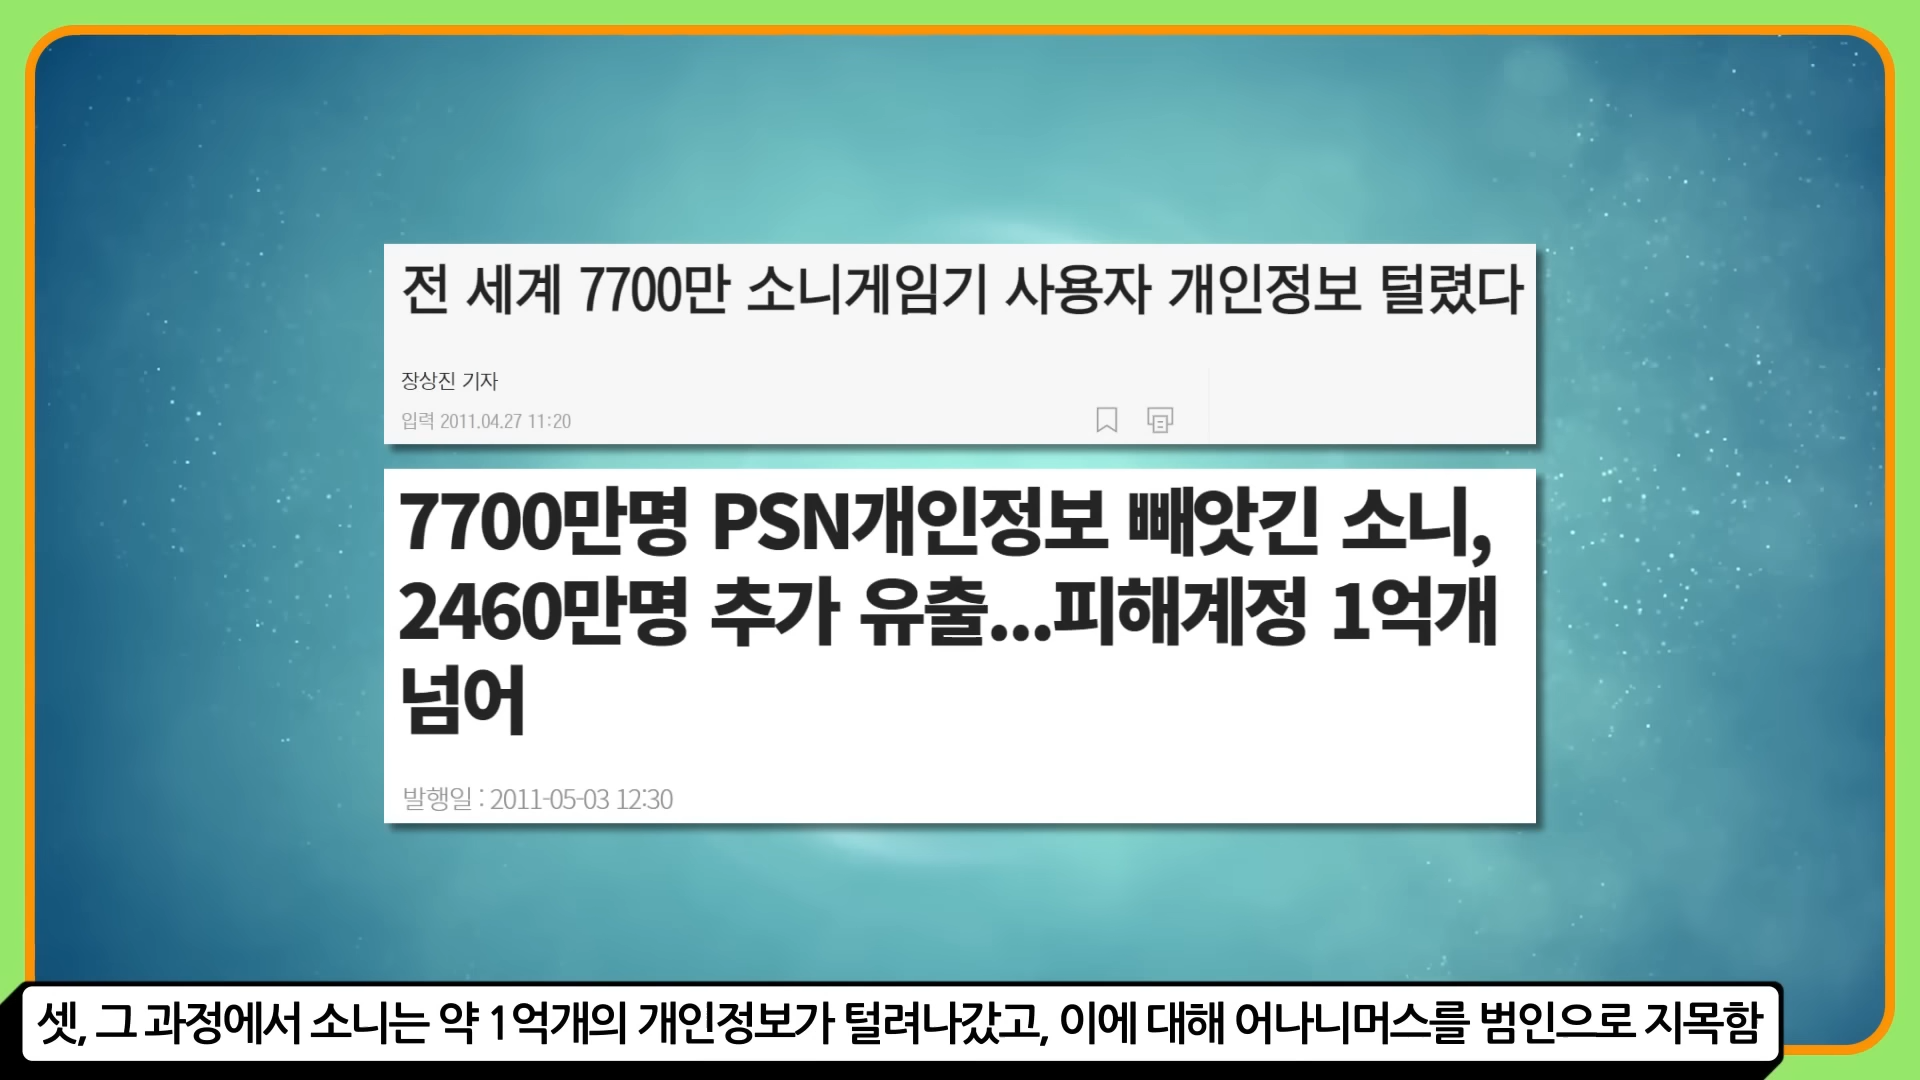 전 세계 7700만 소니게임기 사용자 개인정보 털렸다
장상진 기자
입력 2011.04.27 11:20
7700만명 PSN개인정보 빼앗긴 소니,
2460만명 추가 유출...피해계정 1억개
넘어
발행일 : 2011-05-03 12:30
셋, 그 과정에서 소니는 약 1억개의 개인정보가 털려나갔고, 이에 대해 어나니머스를 범인으로 지목함